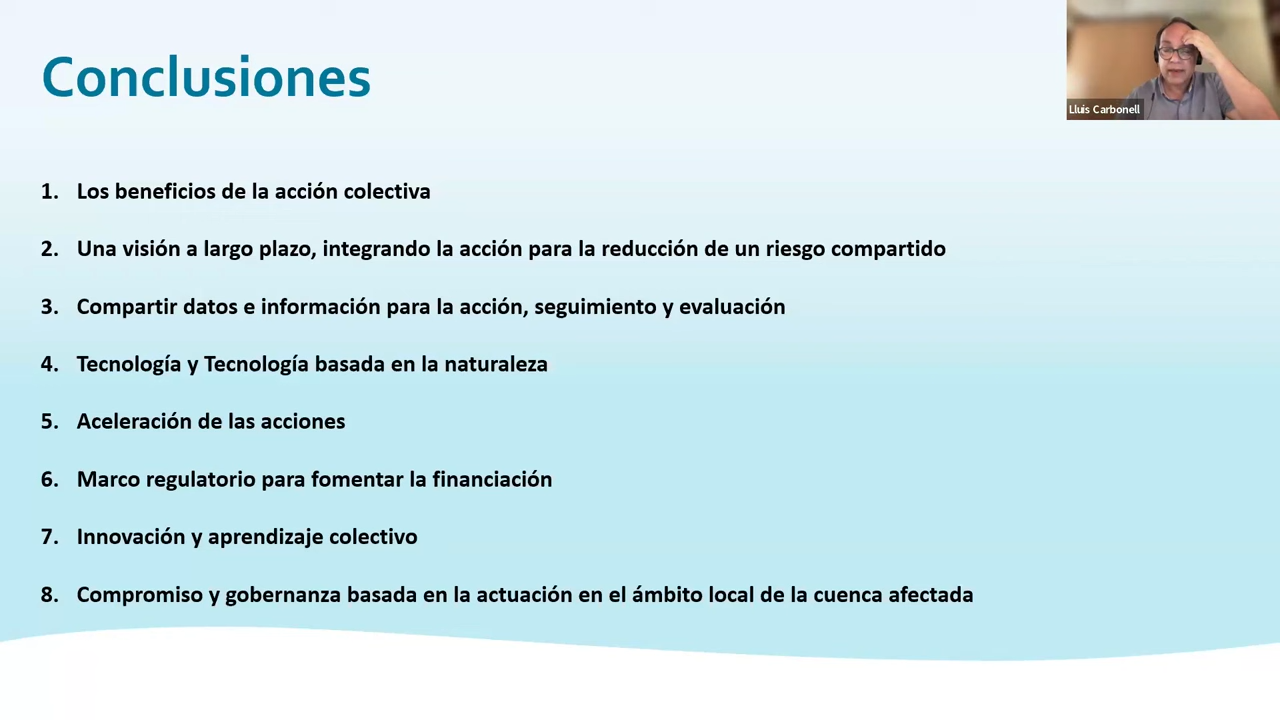 Conclusiones
Lluis Carbonell
1. Los beneficios de la acción colectiva
2. Una visión a largo plazo, integrando la acción para la reducción de un riesgo compartido
3. Compartir datos e información para la acción, seguimiento y evaluación
4. Tecnología y Tecnología basada en la naturaleza
5. Aceleración de las acciones
6. Marco regulatorio para fomentar la financiación
7. Innovación y aprendizaje colectivo
8. Compromiso y gobernanza basada en la actuación en el ámbito local de la cuenca afectada